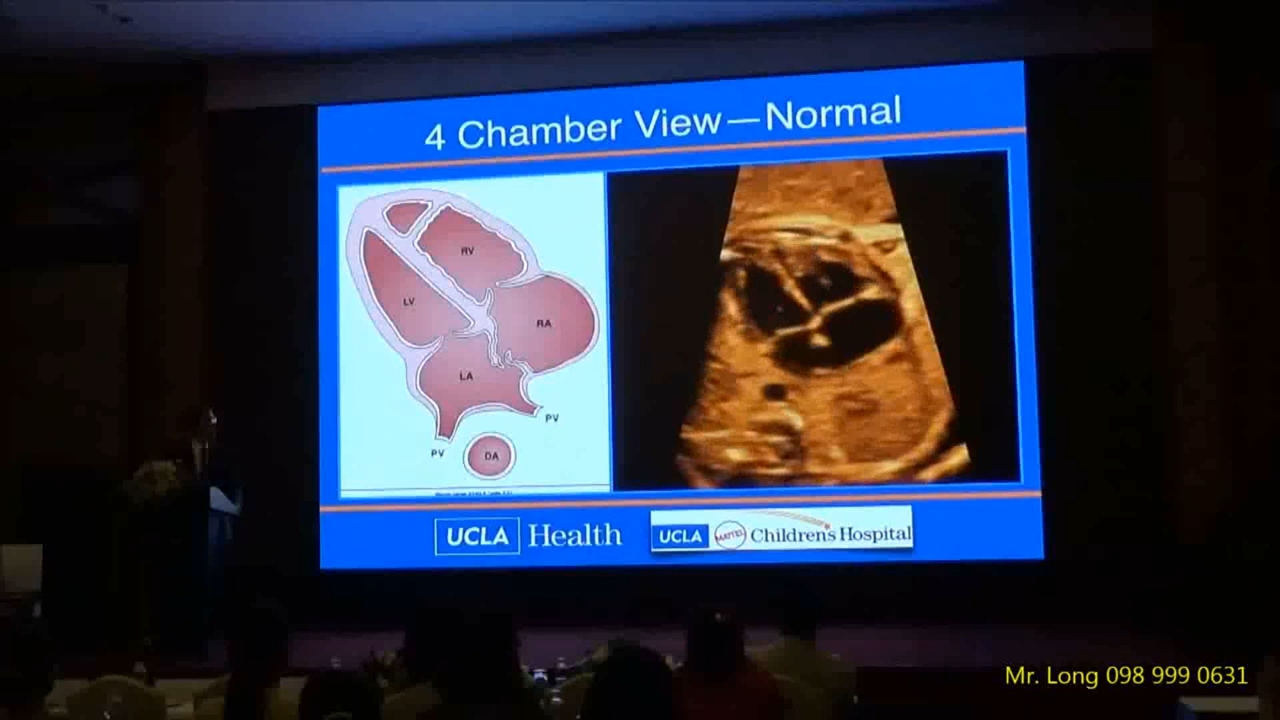 4 Chamber View—Normal
RV
LV
RA
LA
PV
PV
DA
UCLA Health
UCLA MATTEL Children's Hospital
Mr. Long 098 999 0631